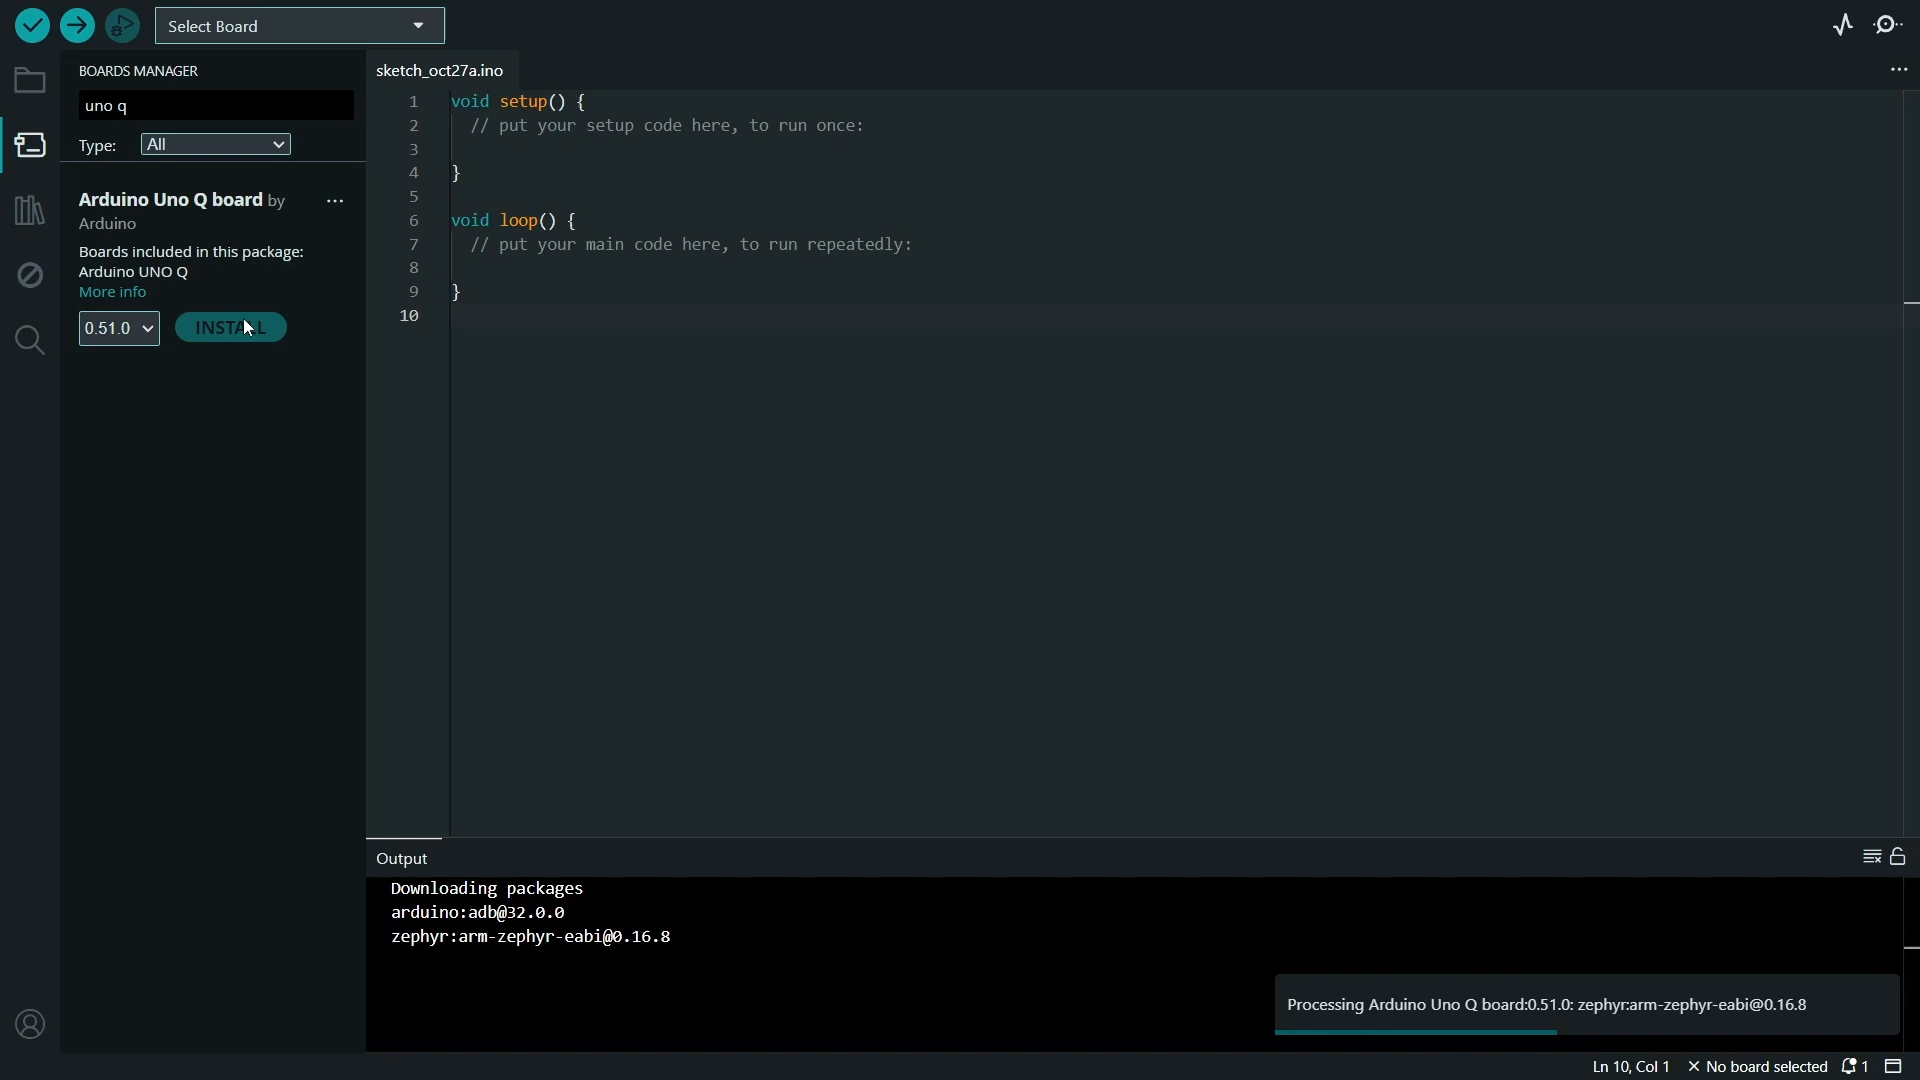 Select Board
BOARDS MANAGER
uno q
Type: All
Arduino Uno Q board by
Arduino
Boards included in this package:
Arduino UNO Q
More info
0.51.0 INSTALL
sketch_oct27a.ino
1 void setup() {
2 // put your setup code here, to run once:
3
4 }
5
6 void loop() {
7 // put your main code here, to run repeatedly:
8
9 }
10
Output
Downloading packages
arduino:adb@32.0.0
zephyr:arm-zephyr-eabi@0.16.8
Processing Arduino Uno Q board:0.51.0: zephyr:arm-zephyr-eabi@0.16.8
Ln 10, Col 1 No board selected 1